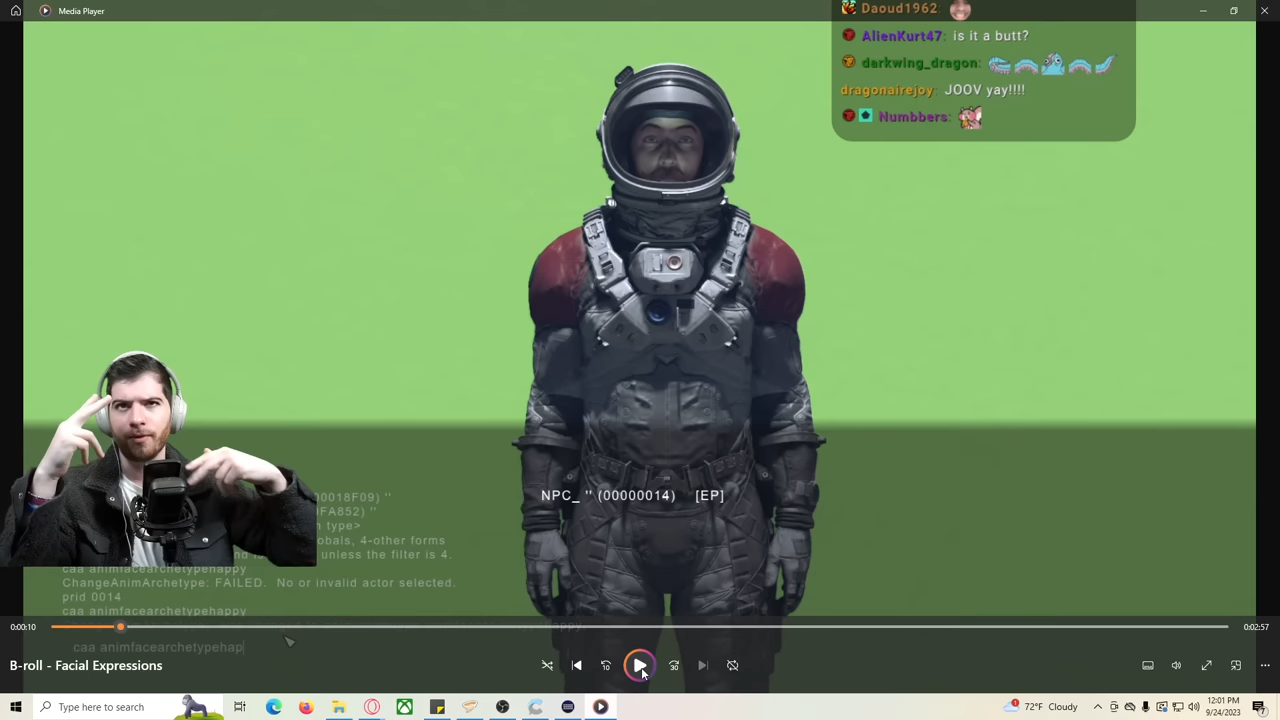 Media Player
Daoud1962:
AlienKurt47: is it a butt?
darkwing_dragon:
dragonairejoy: JOOV yay!!!!
Numbbers:
NPC_ '' (00000014) [EP]
00018F09) ''
FA852) ''
type>
obals, 4-other forms
unless the filter is 4.
caa animfacearchetypehappy
ChangeAnimArchetype: FAILED. No or invalid actor selected.
prid 0014
caa animfacearchetypehappy
0:00:10
0:02:57
caa animfacearchetypehap
B-roll - Facial Expressions
10
30
Type here to search
72°F Cloudy
12:01 PM
9/24/2023